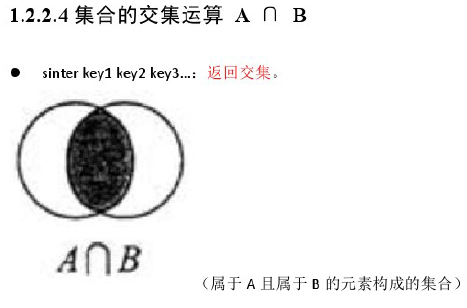 1.2.2.4 集合的交集运算 A ∩ B
● sinter key1 key2 key3...：返回交集。
A∩B
（属于 A 且属于 B 的元素构成的集合）